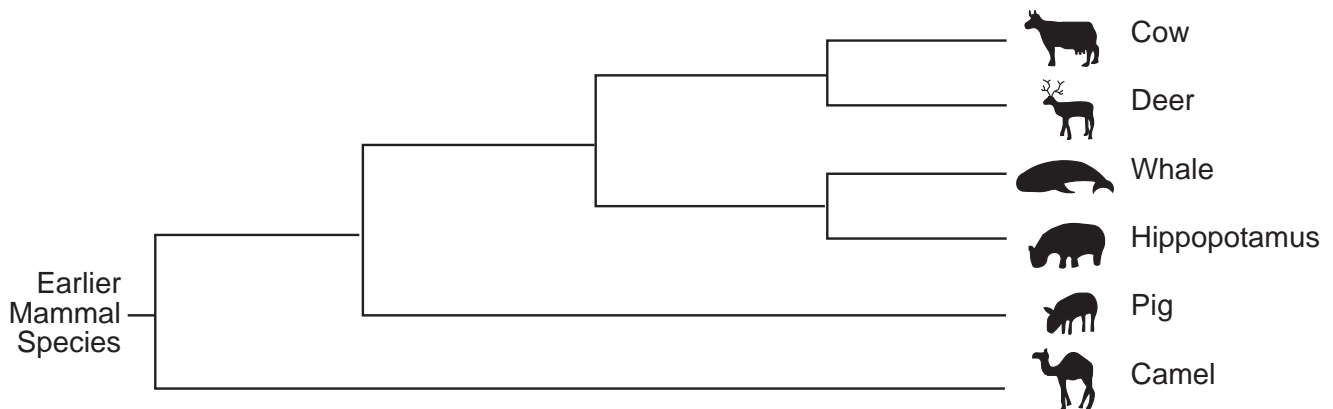 Cow
Deer
Whale
Hippopotamus
Earlier
Mammal
Species
Pig
Camel